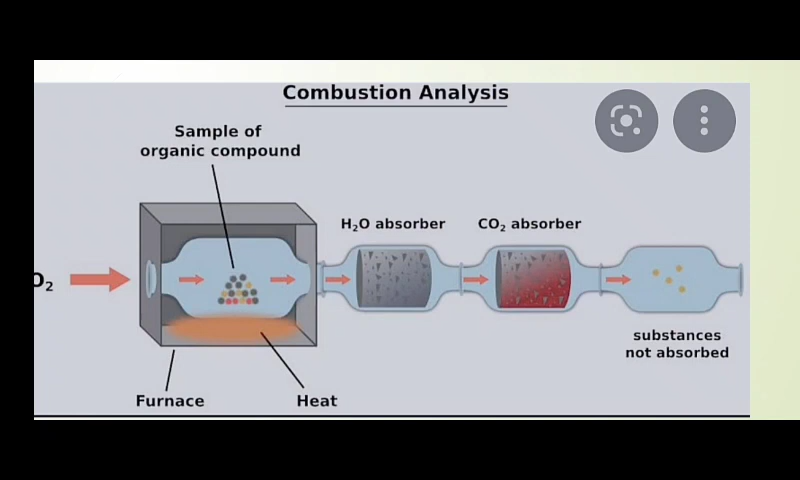 Combustion Analysis
Sample of
organic compound
H₂O absorber
CO₂ absorber
O₂
substances
not absorbed
Furnace
Heat